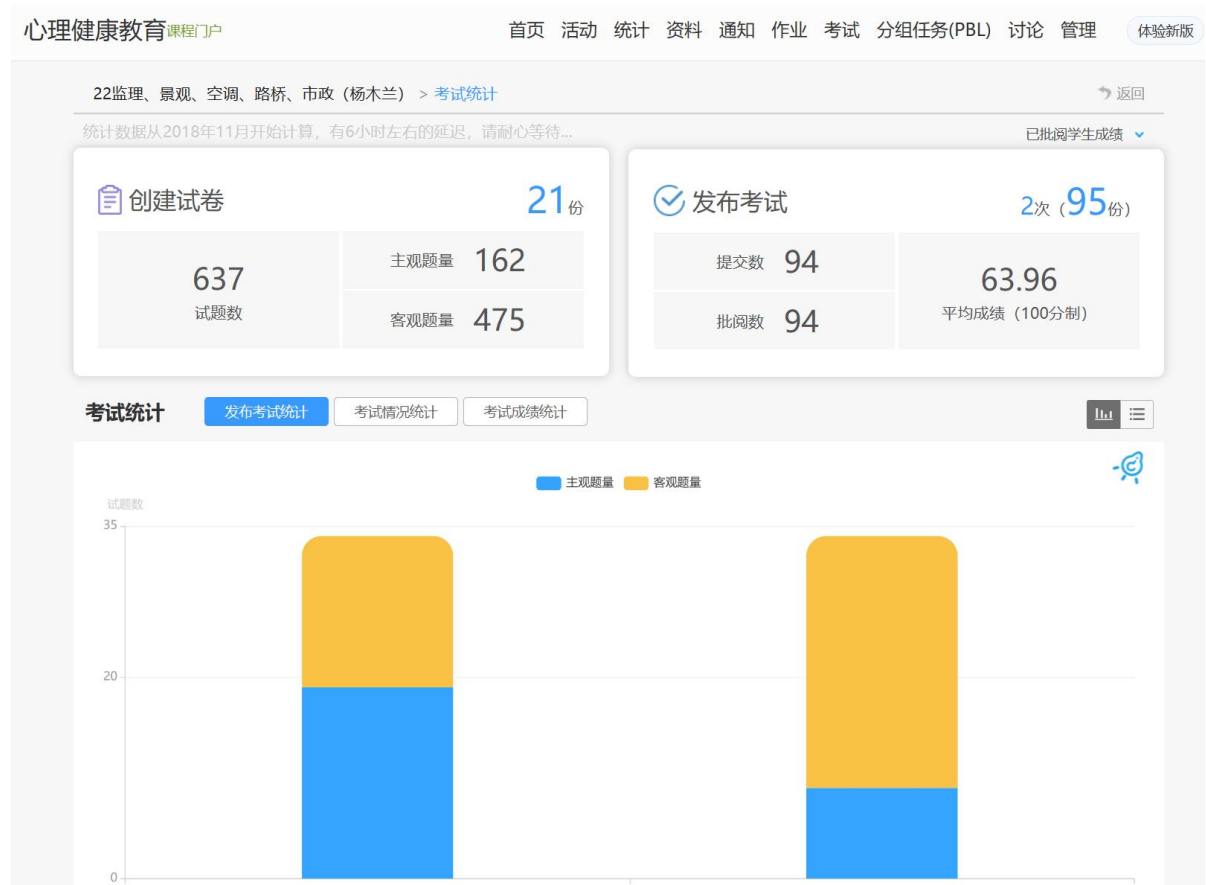 心理健康教育课程门户 首页 活动 统计 资料 通知 作业 考试 分组任务(PBL) 讨论 管理 体验新版
22监理、景观、空调、路桥、市政（杨木兰） > 考试统计 返回
统计数据从2018年11月开始计算，有6小时左右的延迟，请耐心等待... 已批阅学生成绩
创建试卷 21份
637 试题数
主观题量 162
客观题量 475
发布考试 2次（95份）
提交数 94
批阅数 94
63.96
平均成绩（100分制）
考试统计 发布考试统计 考试情况统计 考试成绩统计
主观题量 客观题量
试题数
35
20
0